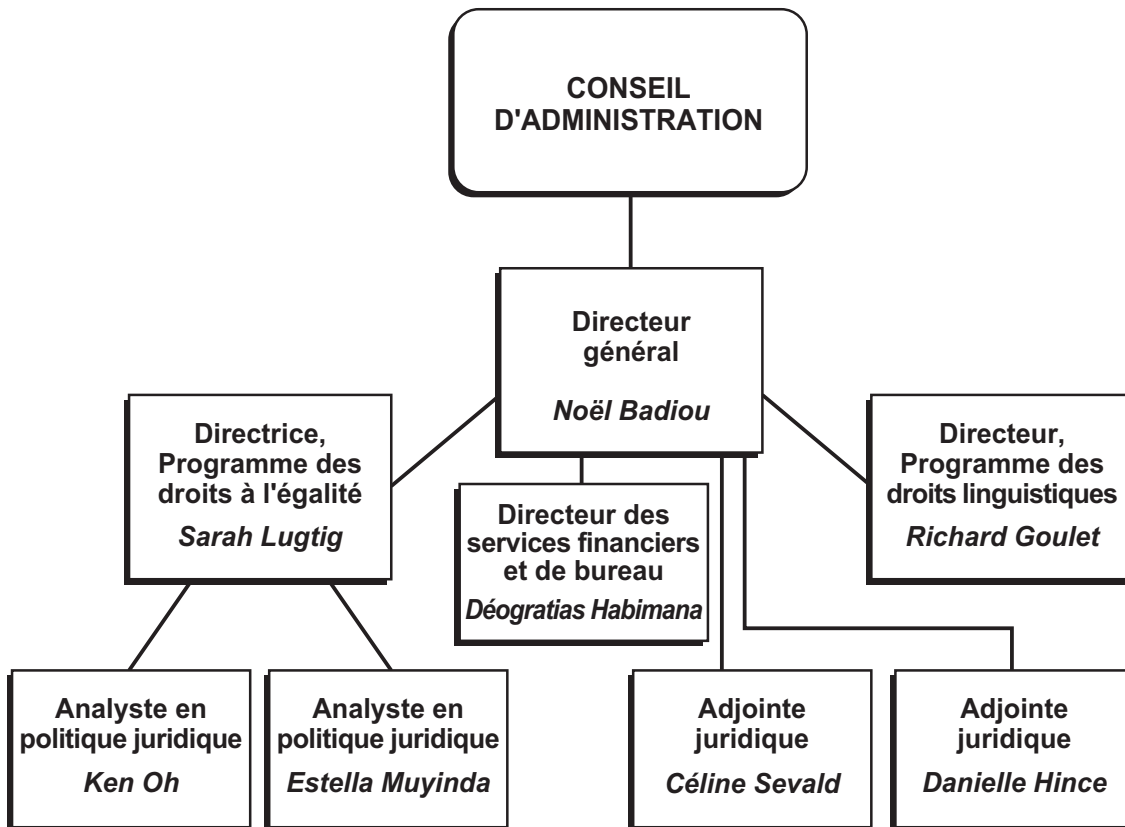 CONSEIL
D'ADMINISTRATION
Directeur
général
Noël Badiou
Directrice,
Programme des
droits à l'égalité
Sarah Lugtig
Directeur des
services financiers
et de bureau
Déogratias Habimana
Directeur,
Programme des
droits linguistiques
Richard Goulet
Analyste en
politique juridique
Ken Oh
Analyste en
politique juridique
Estella Muyinda
Adjointe
juridique
Céline Sevald
Adjointe
juridique
Danielle Hince